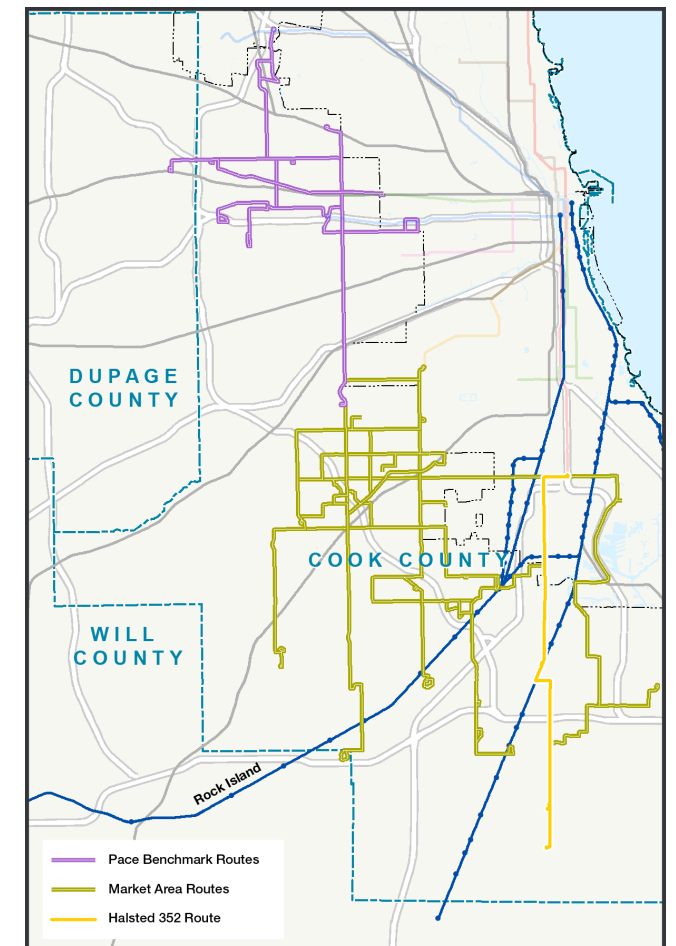 DUPAGE
COUNTY
COOK COUNTY
WILL
COUNTY
Rock Island
Pace Benchmark Routes
Market Area Routes
Halsted 352 Route